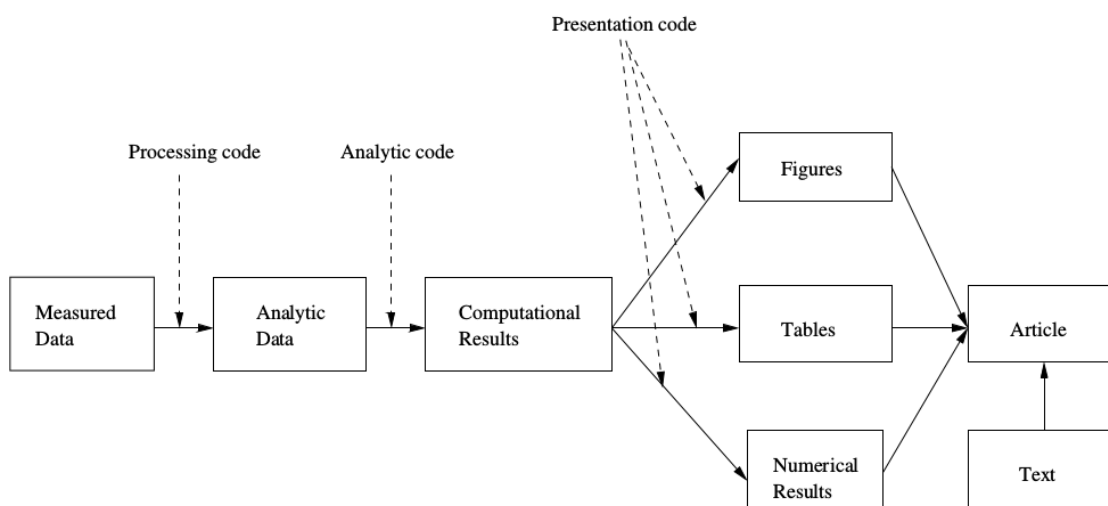 Presentation code
Processing code
Analytic code
Figures
Measured
Data
Analytic
Data
Computational
Results
Tables
Article
Numerical
Results
Text